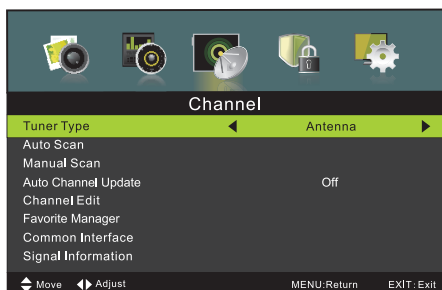 Channel
Tuner Type Antenna
Auto Scan
Manual Scan
Auto Channel Update Off
Channel Edit
Favorite Manager
Common Interface
Signal Information
Move Adjust MENU:Return EXIT:Exit